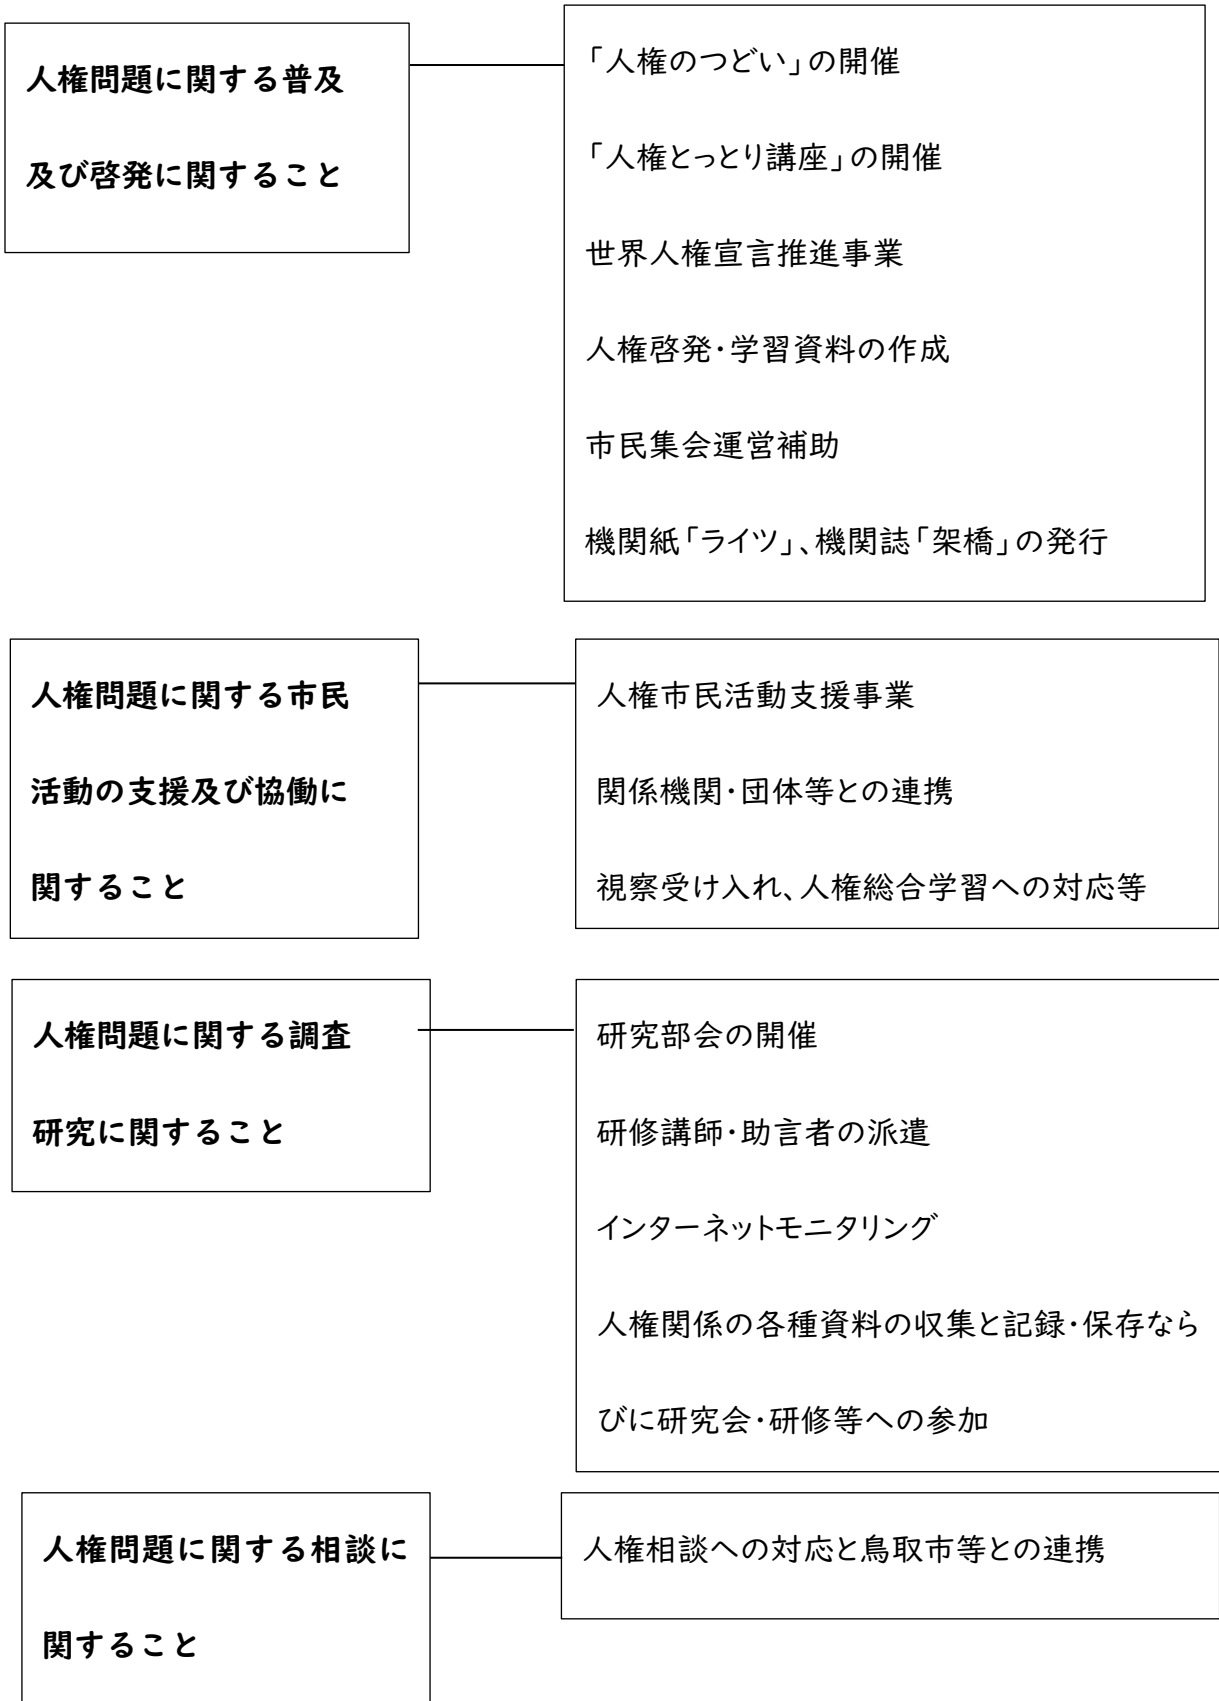 人権問題に関する普及
及び啓発に関すること
「人権のつどい」の開催
「人権とっとり講座」の開催
世界人権宣言推進事業
人権啓発・学習資料の作成
市民集会運営補助
機関紙「ライツ」、機関誌「架橋」の発行
人権問題に関する市民
活動の支援及び協働に
関すること
人権市民活動支援事業
関係機関・団体等との連携
視察受け入れ、人権総合学習への対応等
人権問題に関する調査
研究に関すること
研究部会の開催
研修講師・助言者の派遣
インターネットモニタリング
人権関係の各種資料の収集と記録・保存なら
びに研究会・研修等への参加
人権問題に関する相談に
関すること
人権相談への対応と鳥取市等との連携